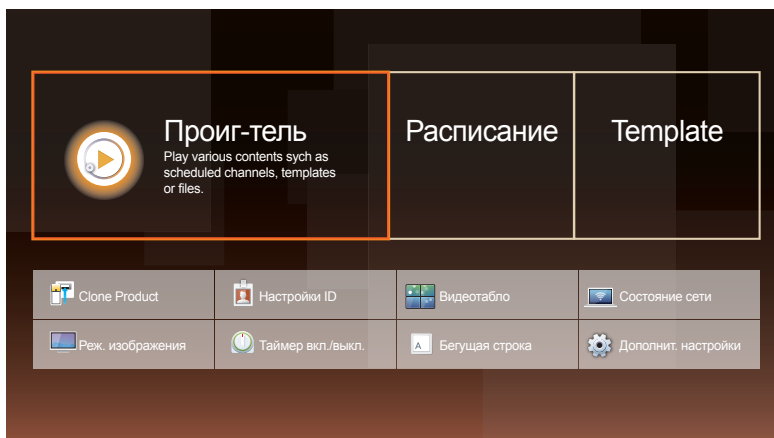 Проиг-тель
Play various contents sych as
scheduled channels, templates
or files.
Расписание
Template
Clone Product
Настройки ID
Видеотабло
Состояние сети
Реж. изображения
Таймер вкл./выкл.
A
Бегущая строка
Дополнит. настройки